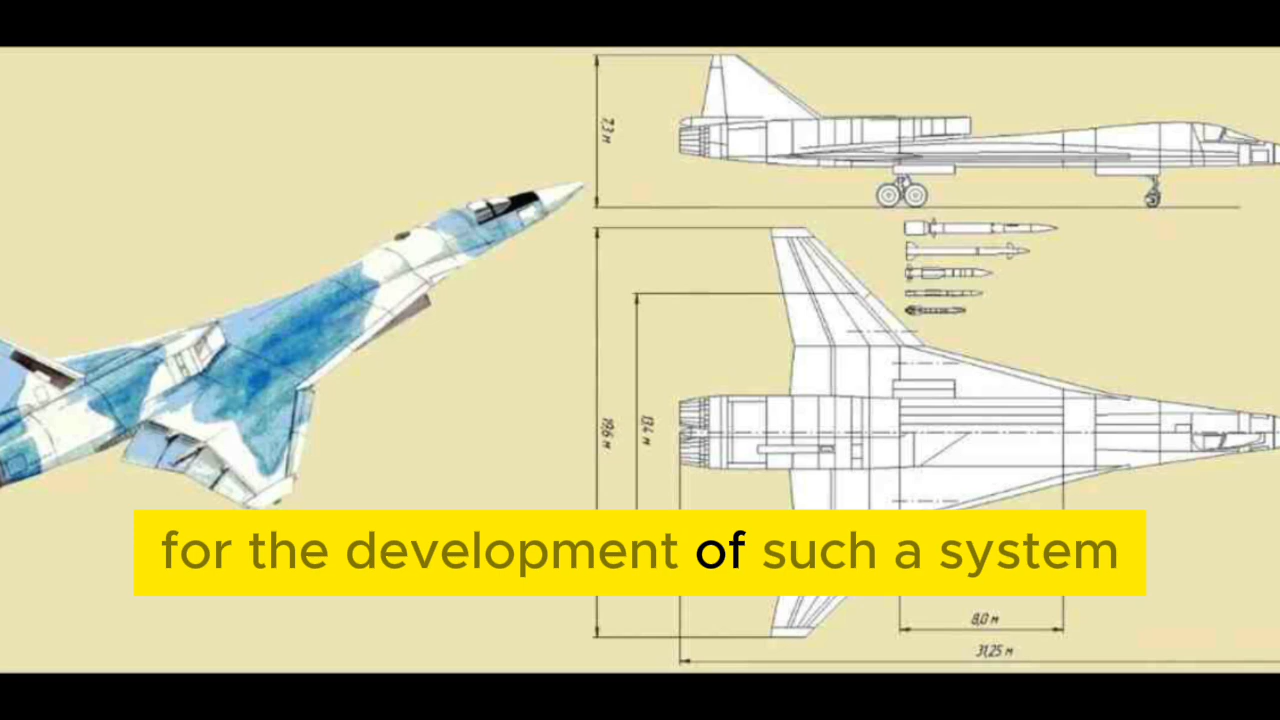 7,3 м
19,6 м
13,4 м
for the development of such a system
8,0 м
31,25 м